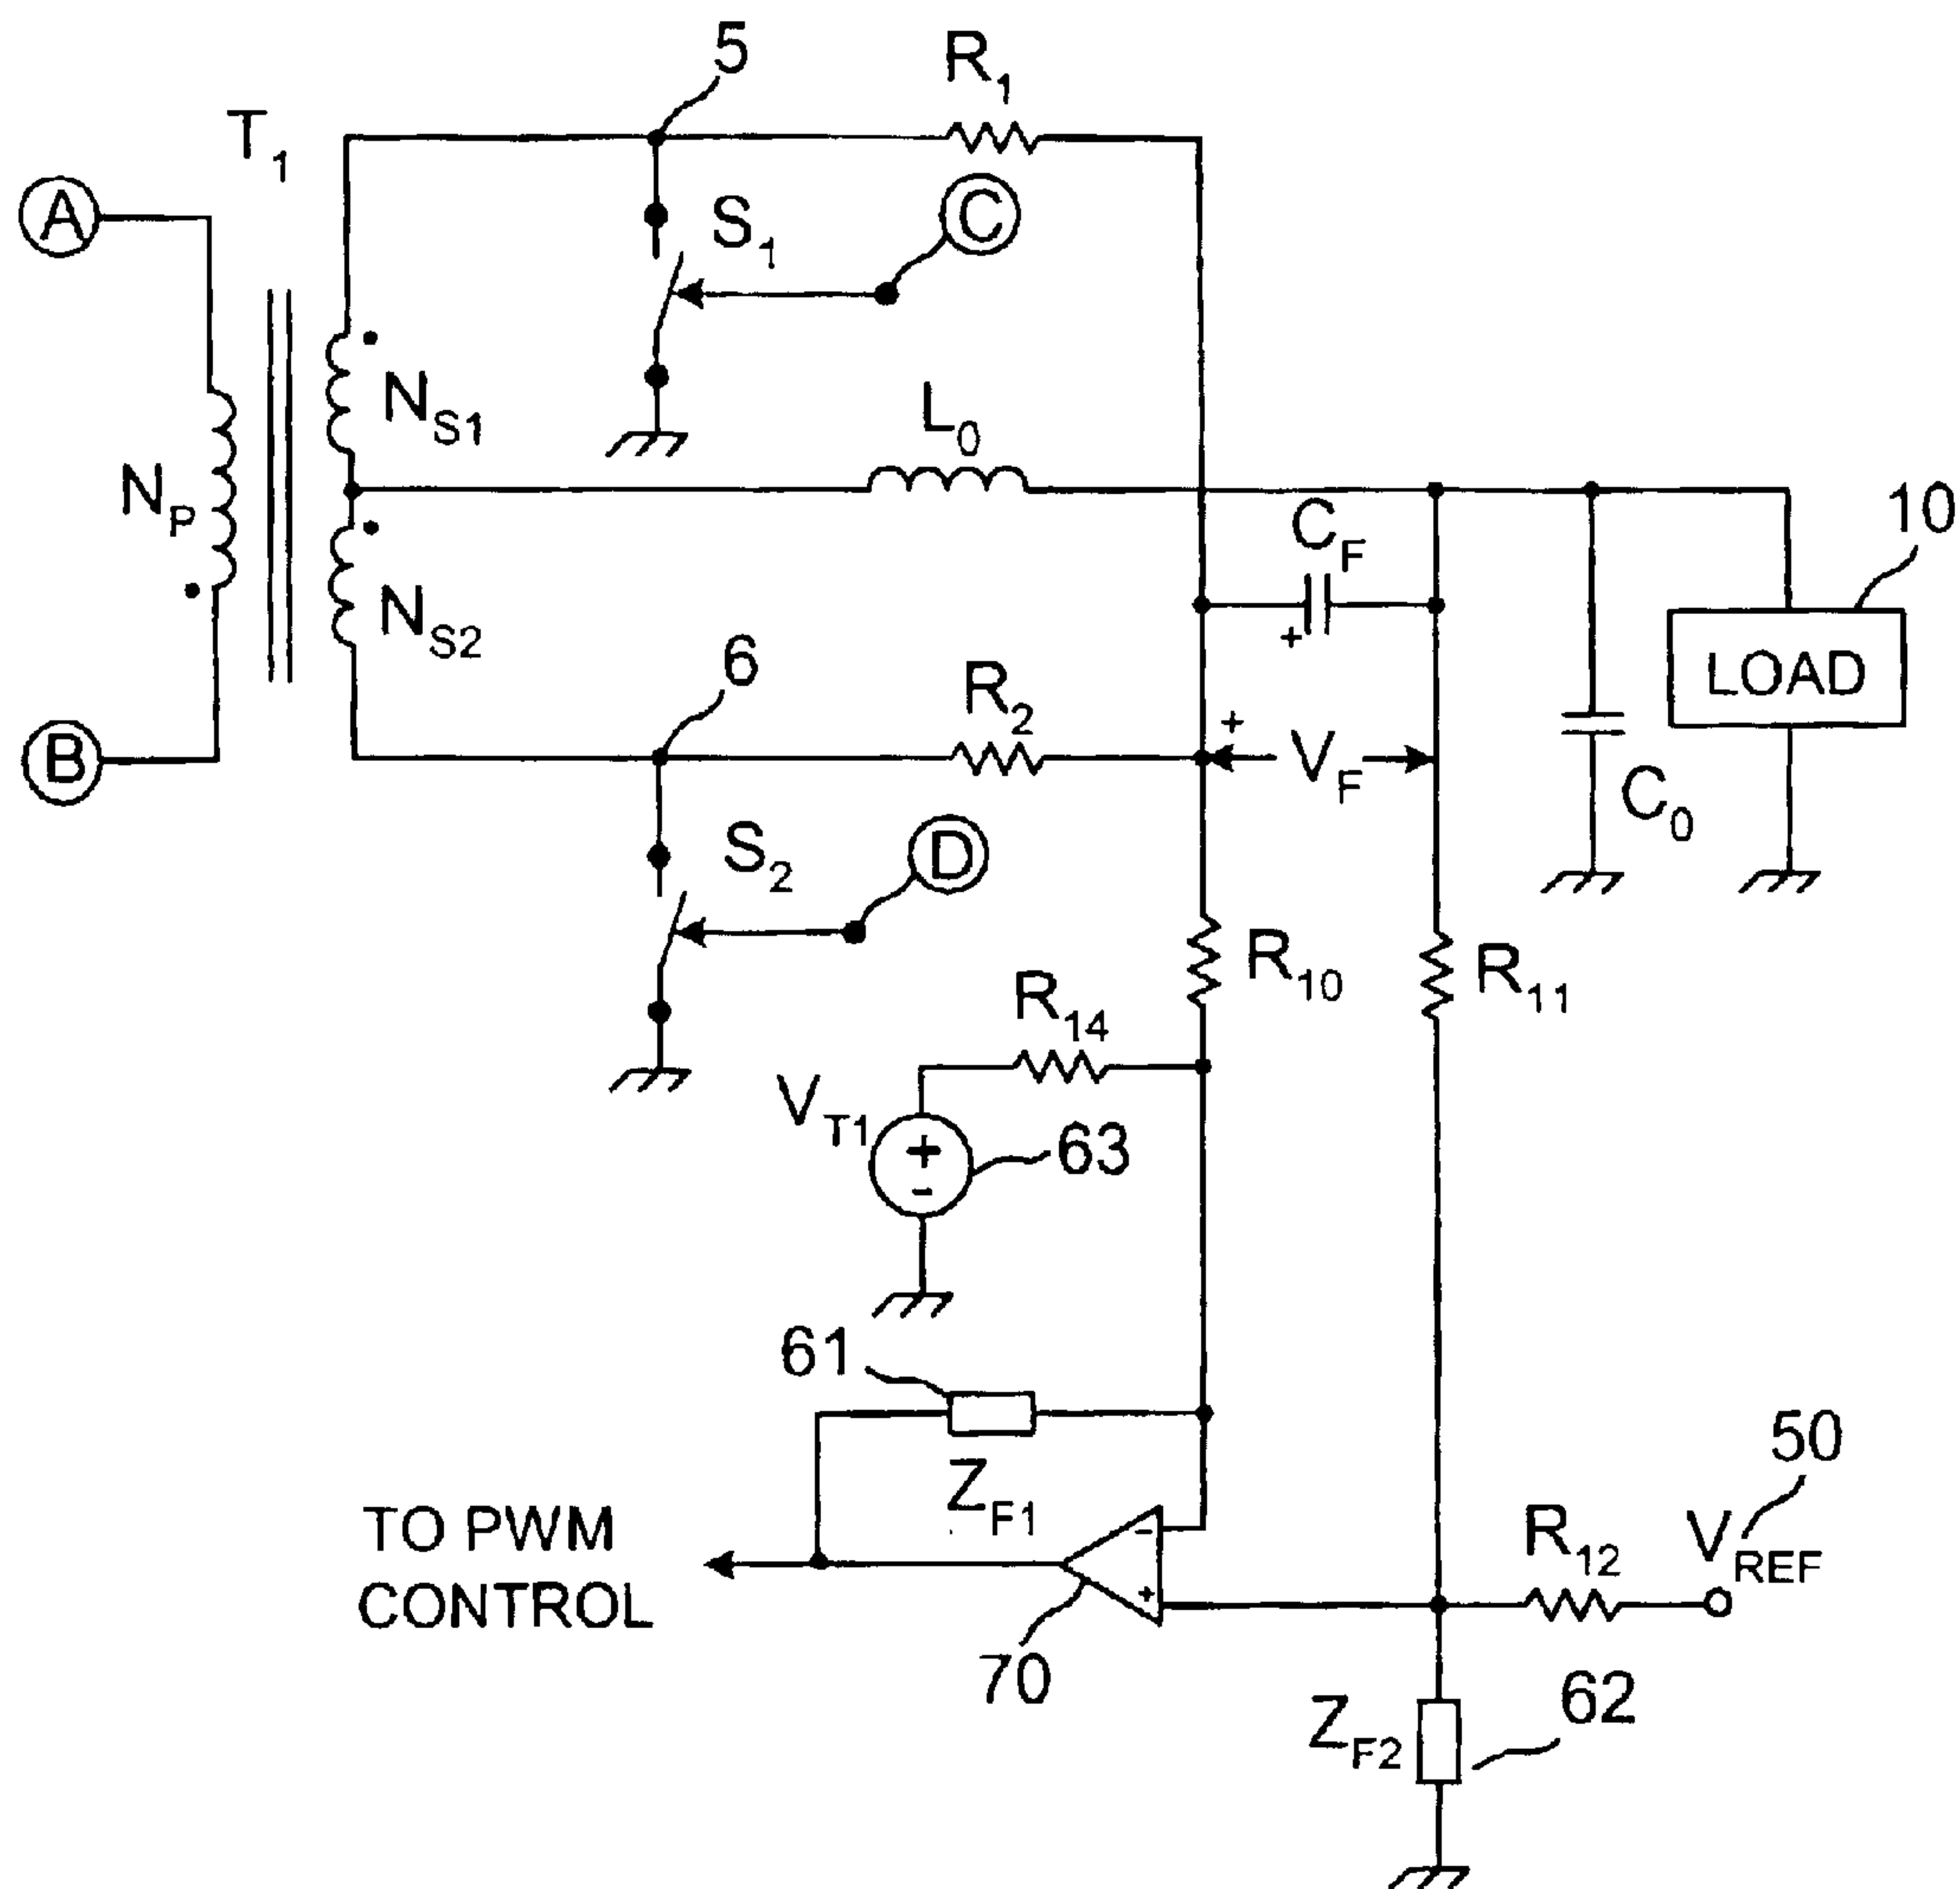 5
R1
T1
A
S1
C
NS1
L0
NP
CF
10
NS2
6
R2
LOAD
+
+
VF
B
C0
S2
D
R10
R11
R14
VT1
+
-
63
61
ZF1
50
TO PWM
CONTROL
-
+
R12
VREF
70
ZF2
62